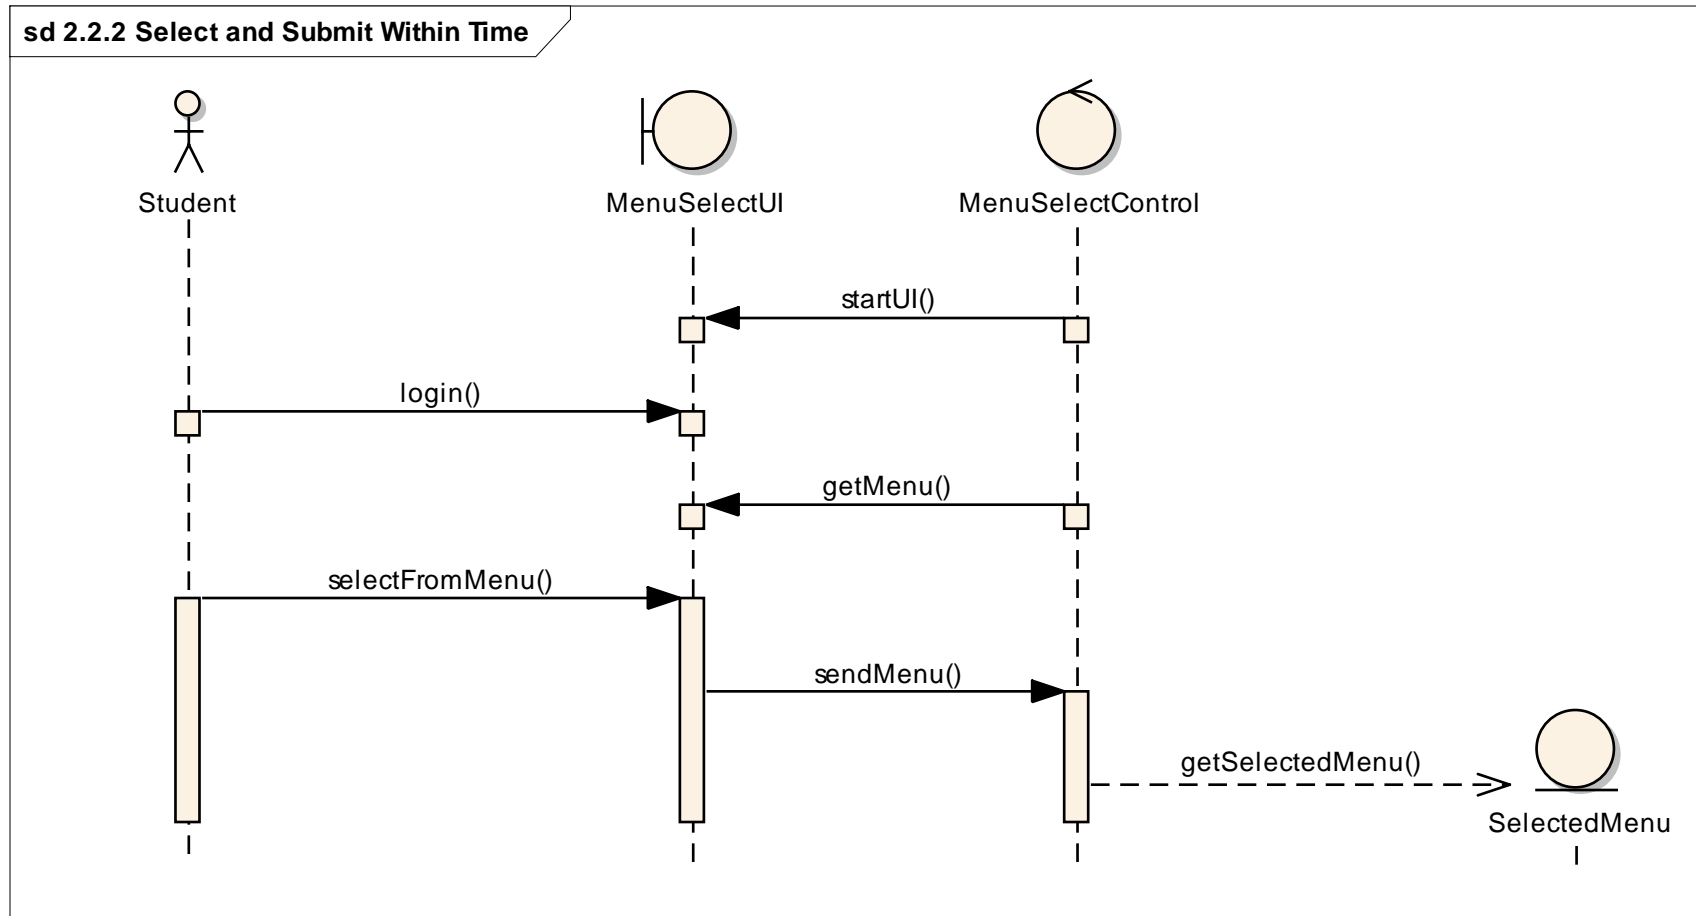 sd 2.2.2 Select and Submit Within Time
Student
MenuSelectUI
MenuSelectControl
startUI()
login()
getMenu()
selectFromMenu()
sendMenu()
getSelectedMenu()
SelectedMenu